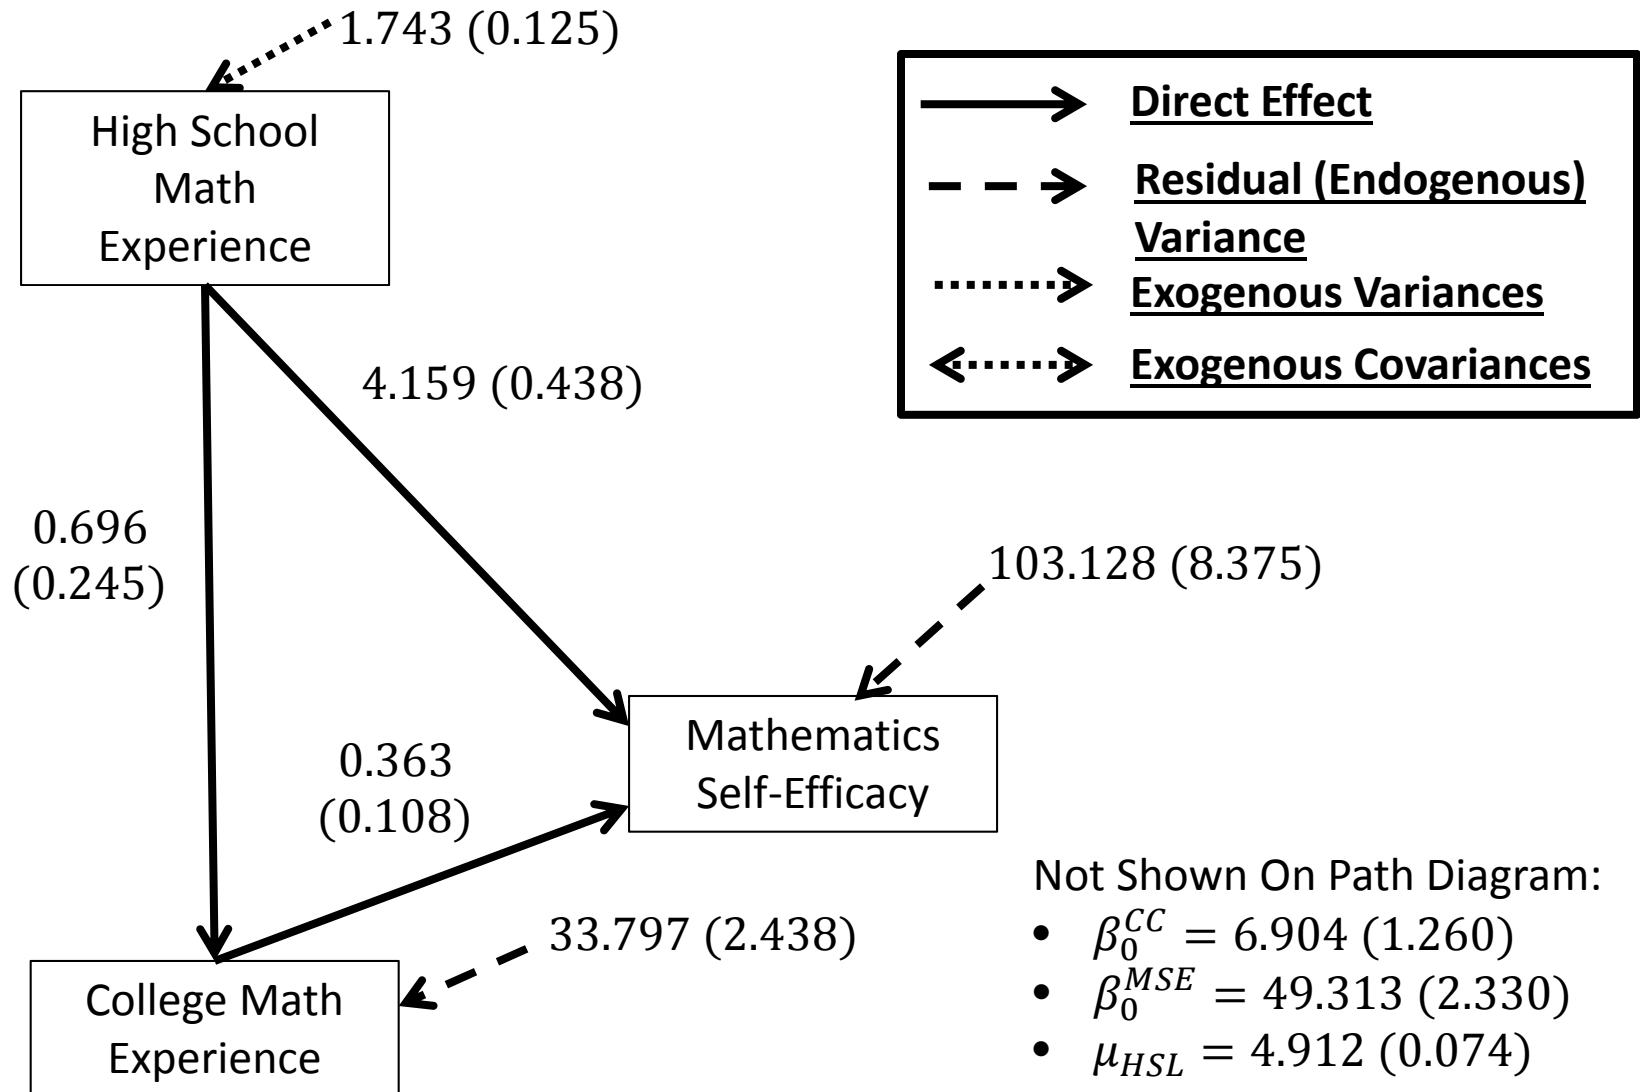 1.743 (0.125)
High School
Math
Experience
Direct Effect
Residual (Endogenous)
Variance
Exogenous Variances
Exogenous Covariances
4.159 (0.438)
0.696
(0.245)
103.128 (8.375)
Mathematics
Self-Efficacy
0.363
(0.108)
33.797 (2.438)
College Math
Experience
Not Shown On Path Diagram:
• β₀^CC = 6.904 (1.260)
• β₀^MSE = 49.313 (2.330)
• μ_HSL = 4.912 (0.074)